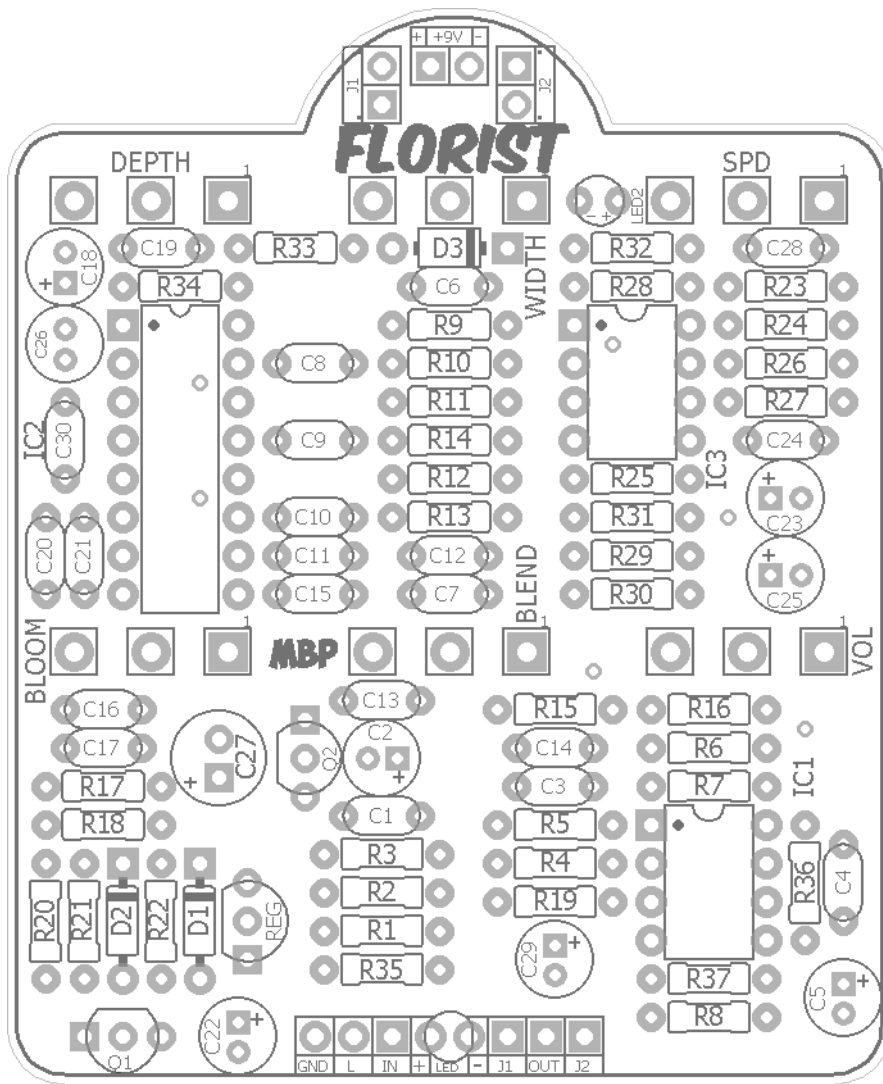 + +9V -
J1 J2
FLORIST
DEPTH 1 SPD 1
1 - + LED2
C18 + C19 R33 D3 WIDTH R32 C28
R34 C6 R28 R23
C26 R9 R24
C8 R10 R26
R11 R27
IC2 C30 C9 R14 C24
R12 R25 IC3 +
C10 R13 R31 C23
C20 C21 C11 C12 R29 +
C15 C7 BLEND R30 C25
BLOOM 1 MBP 1 1 VOL
C16 C13 R15 R16
C17 C27 + Q2 C2 + C14 R6
R17 C3 R7 IC1
R18 C1 R5
R3 R4 R36 C4
R20 R21 D2 R22 D1 REG R2 R19
R1 C29 +
R35 R37 C5 +
Q1 C22 + R8
GND L IN + LED - J1 OUT J2